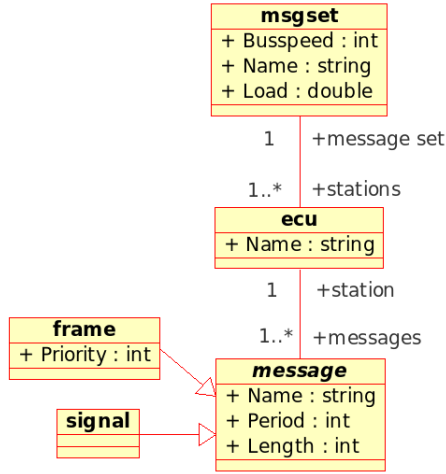 msgset
+ Busspeed : int
+ Name : string
+ Load : double
1 +message set
1..* +stations
ecu
+ Name : string
1 +station
1..* +messages
frame
+ Priority : int
message
+ Name : string
+ Period : int
+ Length : int
signal